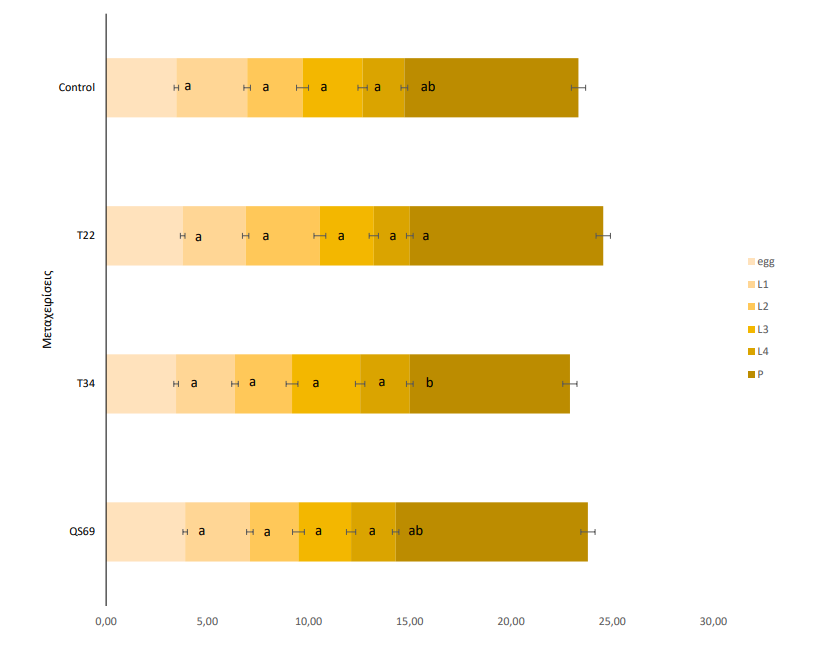 Control a a a a ab
T22 a a a a a
T34 a a a a b
QS69 a a a a ab
Μεταχειρίσεις
0,00 5,00 10,00 15,00 20,00 25,00 30,00
egg
L1
L2
L3
L4
P